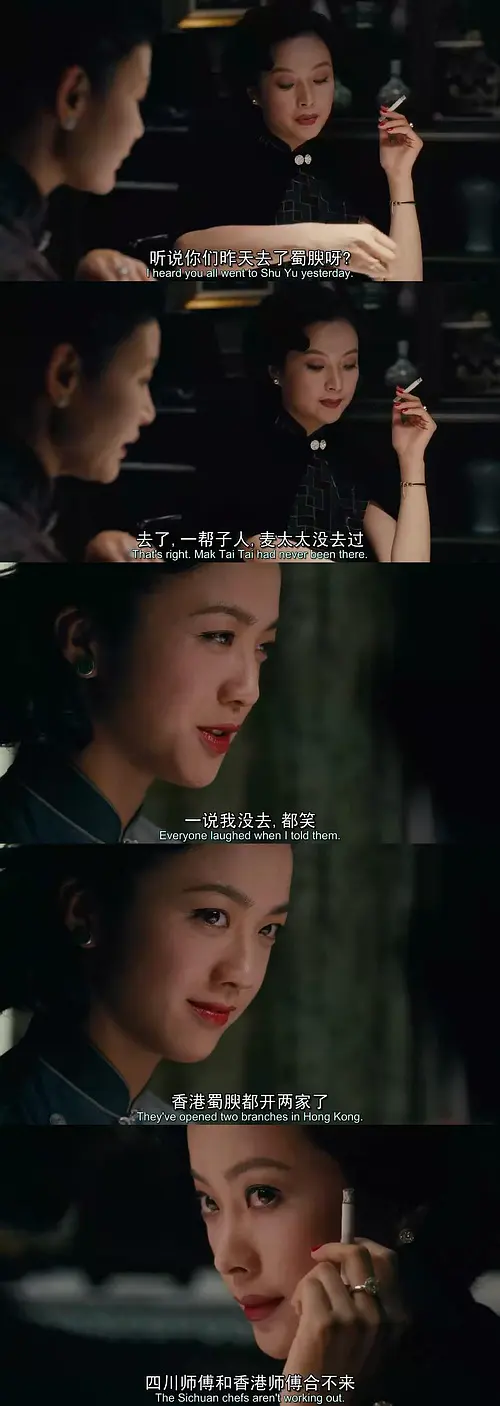 听说你们昨天去了蜀腴呀?
I heard you all went to Shu Yu yesterday.
去了, 一帮子人, 麦太太没去过
That's right. Mak Tai Tai had never been there.
一说我没去, 都笑
Everyone laughed when I told them.
香港蜀腴都开两家了
They've opened two branches in Hong Kong.
四川师傅和香港师傅合不来
The Sichuan chefs aren't working out.